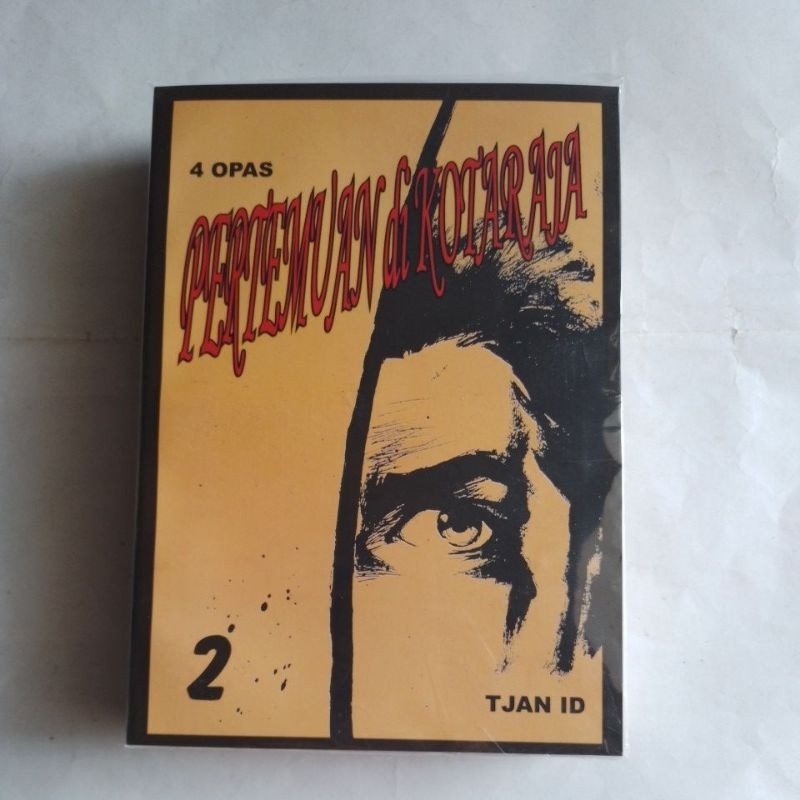 4 OPAS
PERTEMUAN di KOTARAJA
2
TJAN ID